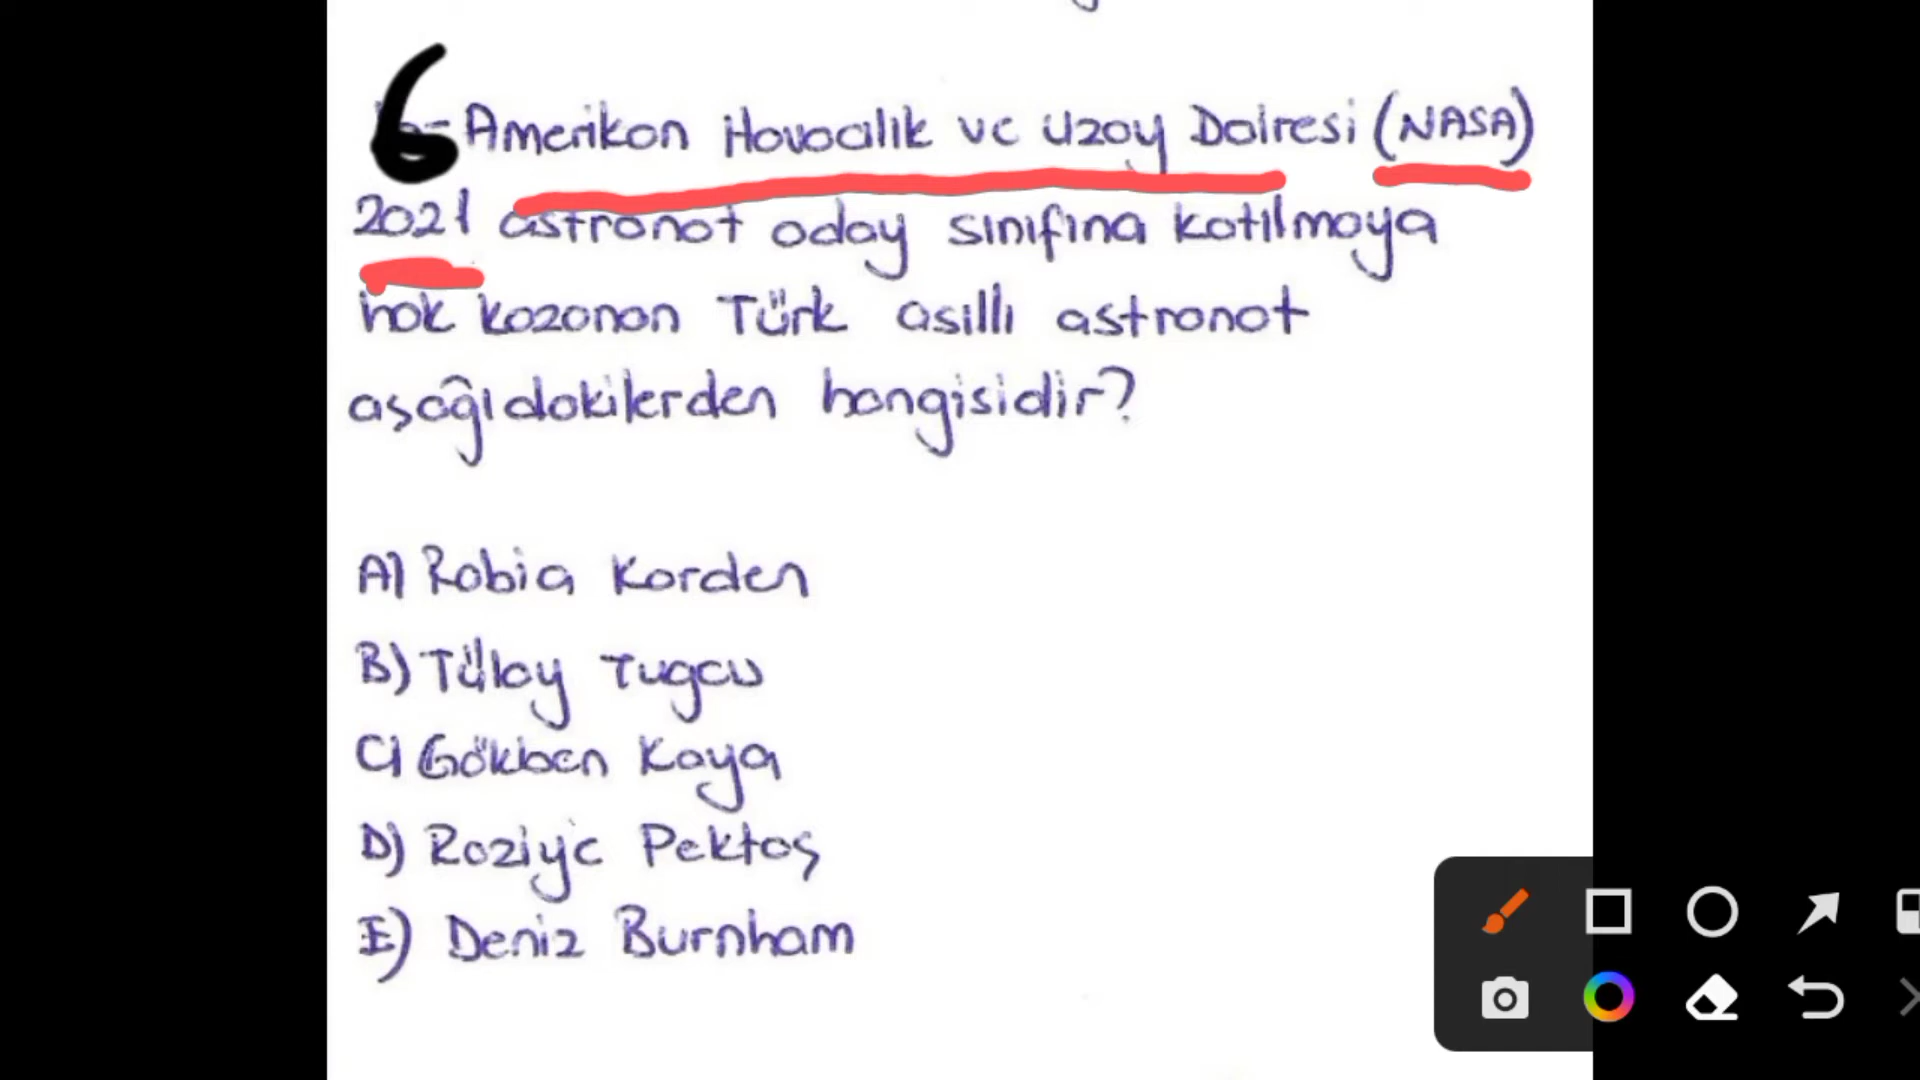 6-Amerikan Havacılık ve Uzay Dairesi (NASA)
2021 astronot aday sınıfına katılmaya
hak kazanan Türk asıllı astronot
aşağıdakilerden hangisidir?
A) Rabia Karden
B) Tülay Tugcu
C) Gökben Kaya
D) Raziye Pektaş
E) Deniz Burnham